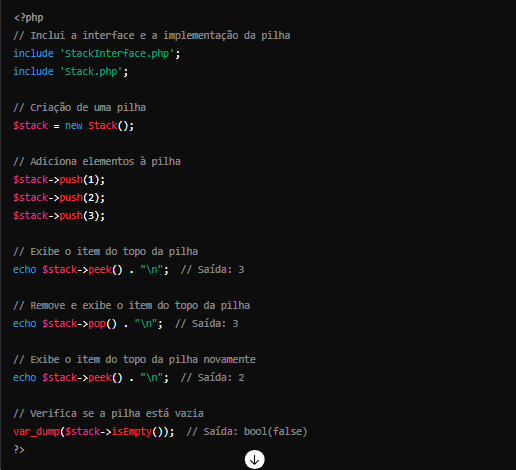 <?php
// Inclui a interface e a implementação da pilha
include 'StackInterface.php';
include 'Stack.php';
// Criação de uma pilha
$stack = new Stack();
// Adiciona elementos à pilha
$stack->push(1);
$stack->push(2);
$stack->push(3);
// Exibe o item do topo da pilha
echo $stack->peek() . "\n";  // Saída: 3
// Remove e exibe o item do topo da pilha
echo $stack->pop() . "\n";  // Saída: 3
// Exibe o item do topo da pilha novamente
echo $stack->peek() . "\n";  // Saída: 2
// Verifica se a pilha está vazia
var_dump($stack->isEmpty());  // Saída: bool(false)
?>